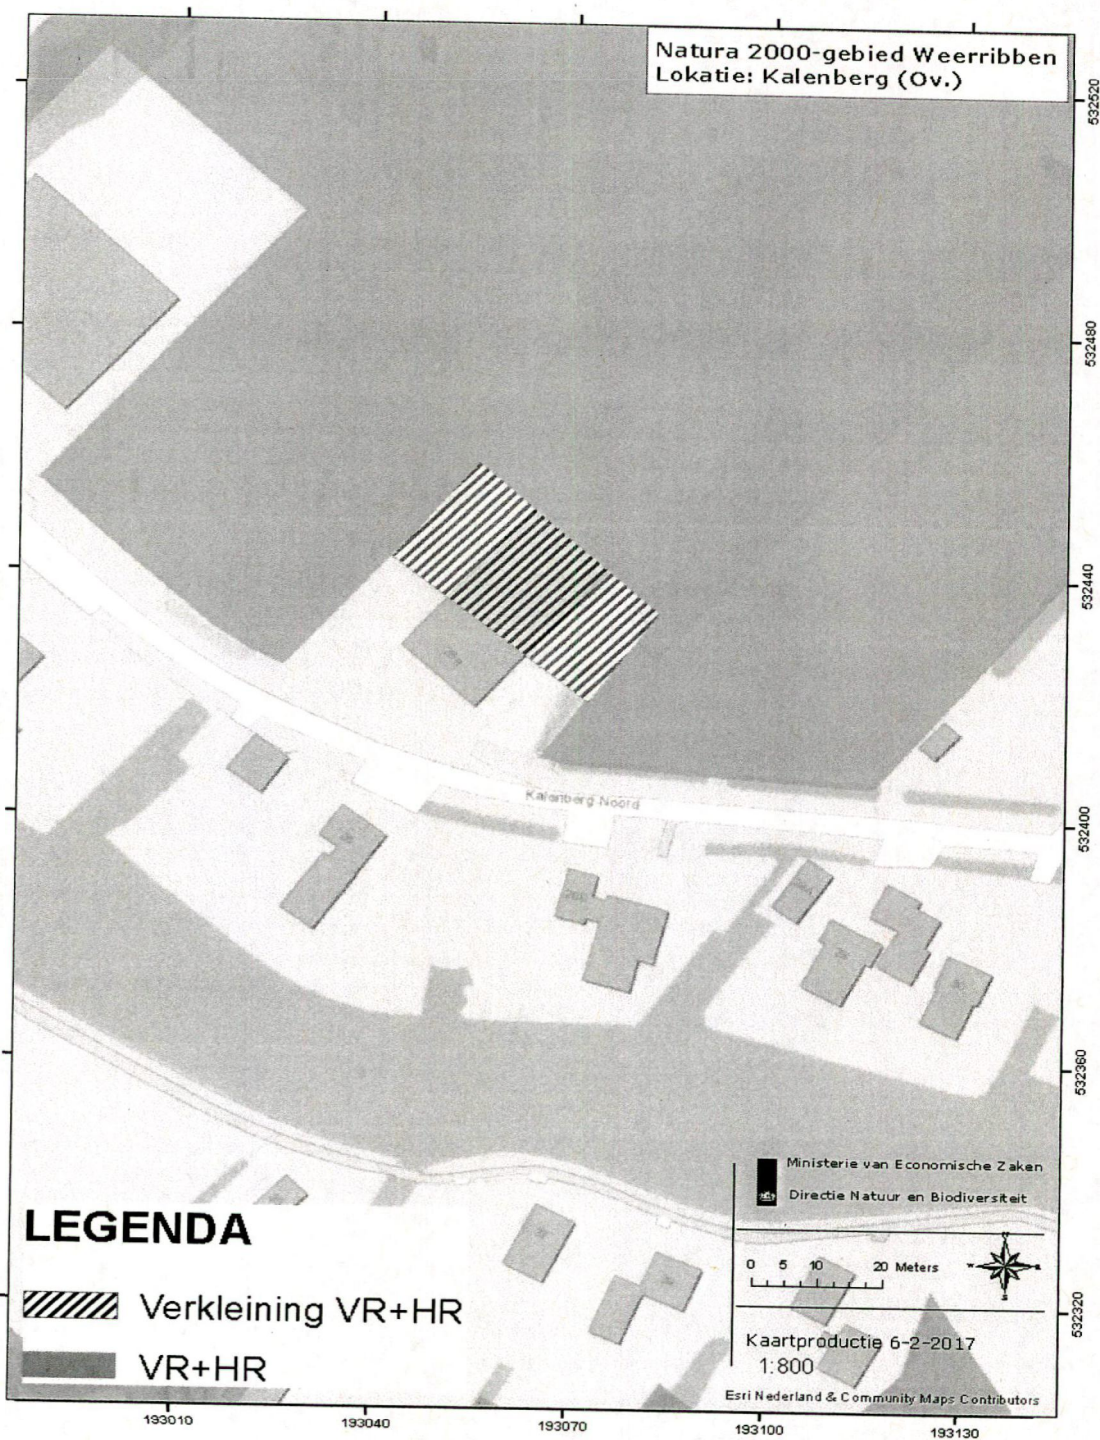 Natura 2000-gebied Weerribben
Lokatie: Kalenberg (Ov.)
532520
532480
532440
532400
532360
532320
Kalenberg Noord
LEGENDA
Verkleining VR+HR
VR+HR
Ministerie van Economische Zaken
Directie Natuur en Biodiversiteit
0 5 10 20 Meters
N
W
S
Kaartproductie 6-2-2017
1:800
Esri Nederland & Community Maps Contributors
193010
193040
193070
193100
193130